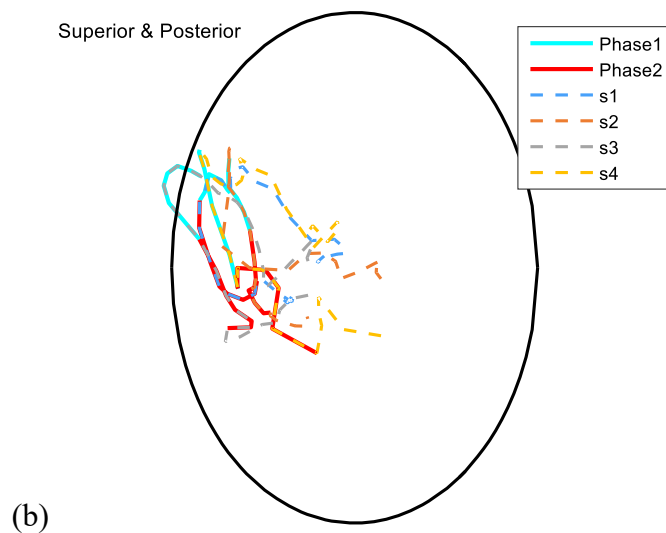 Superior & Posterior
Phase1
Phase2
s1
s2
s3
s4
(b)